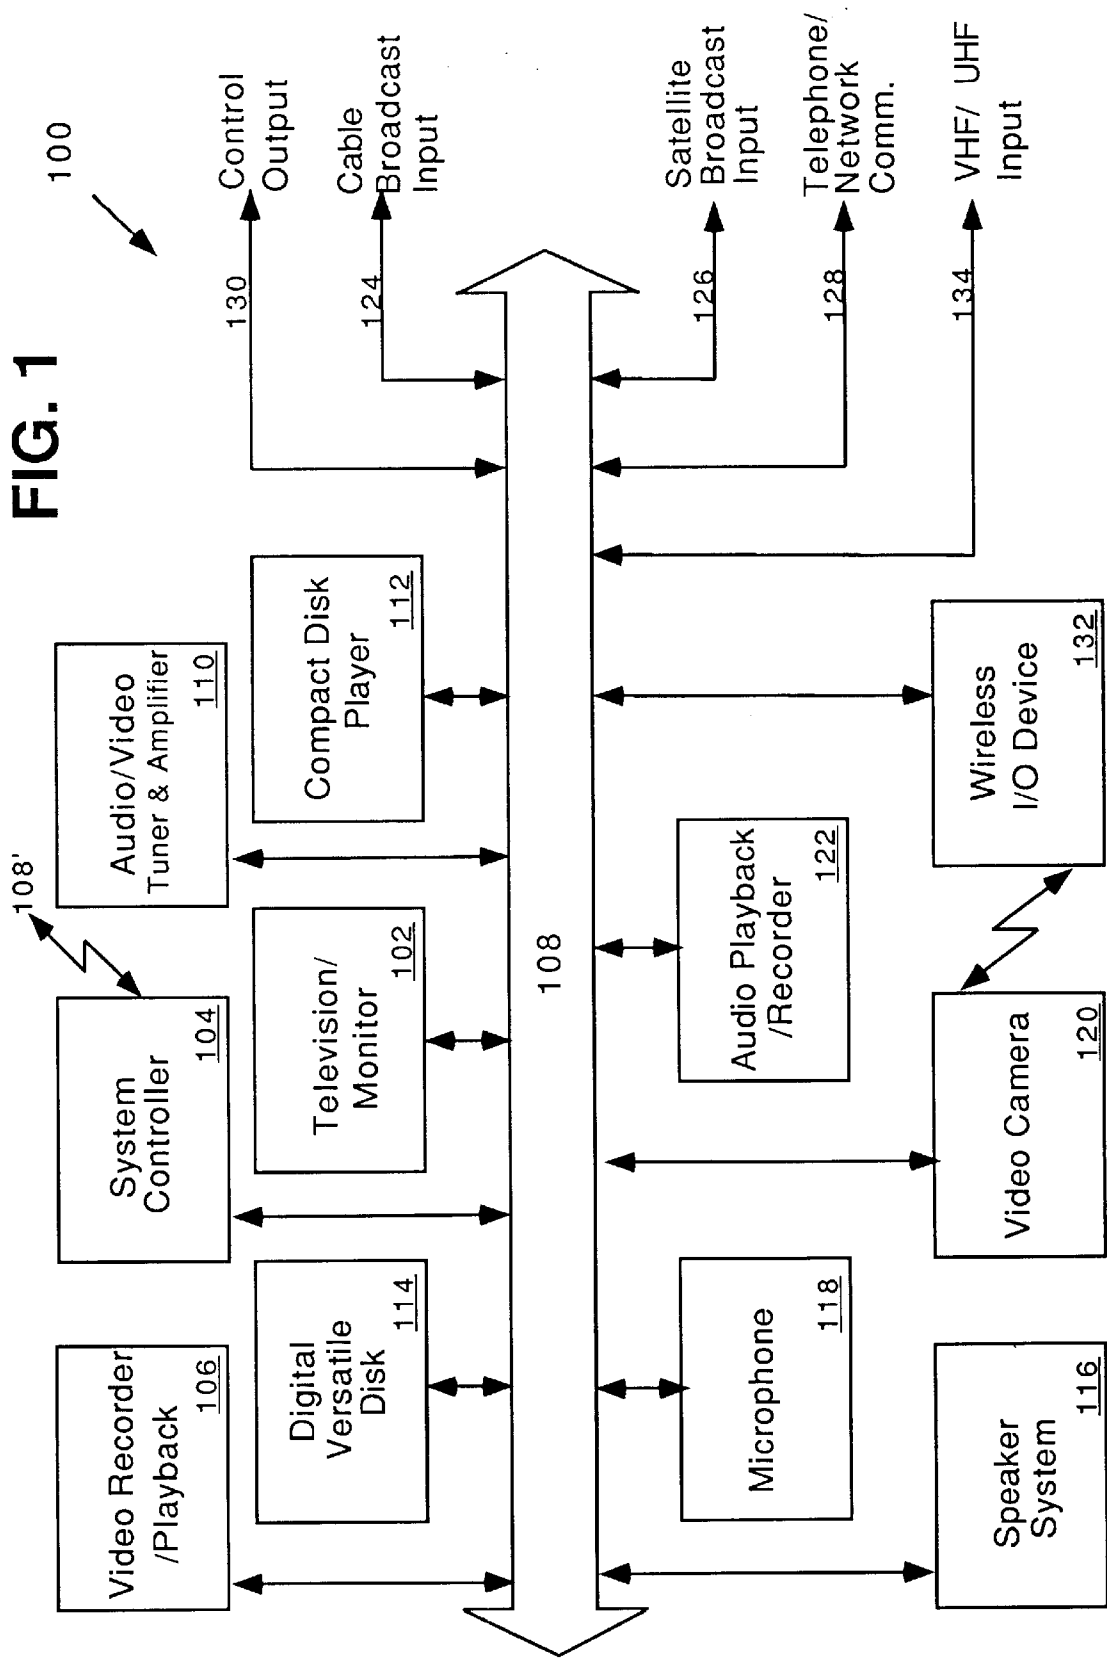 FIG. 1
100
Video Recorder
/Playback
106
System
Controller
104
108'
Audio/Video
Tuner & Amplifier
110
Digital
Versatile
Disk
114
Television/
Monitor
102
Compact Disk
Player
112
130
Control
Output
124
Cable
Broadcast
Input
108
Microphone
118
Audio Playback
/Recorder
122
126
Satellite
Broadcast
Input
128
Telephone/
Network
Comm.
Speaker
System
116
Video Camera
120
Wireless
I/O Device
132
134
VHF/ UHF
Input